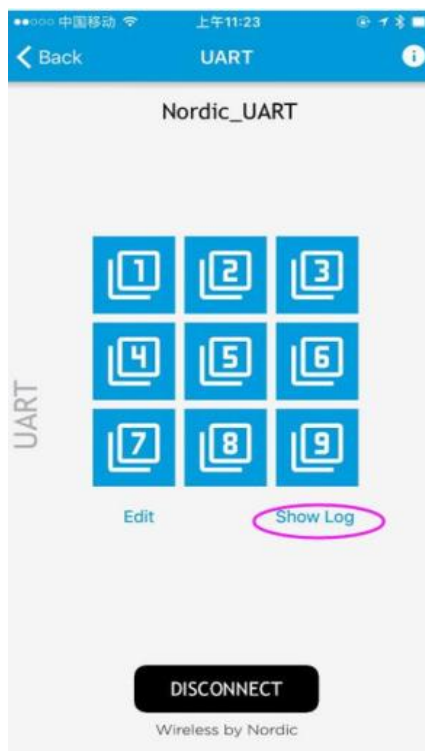 中国移动 上午11:23
Back UART
Nordic_UART
1 2 3
4 5 6
UART
7 8 9
Edit Show Log
DISCONNECT
Wireless by Nordic